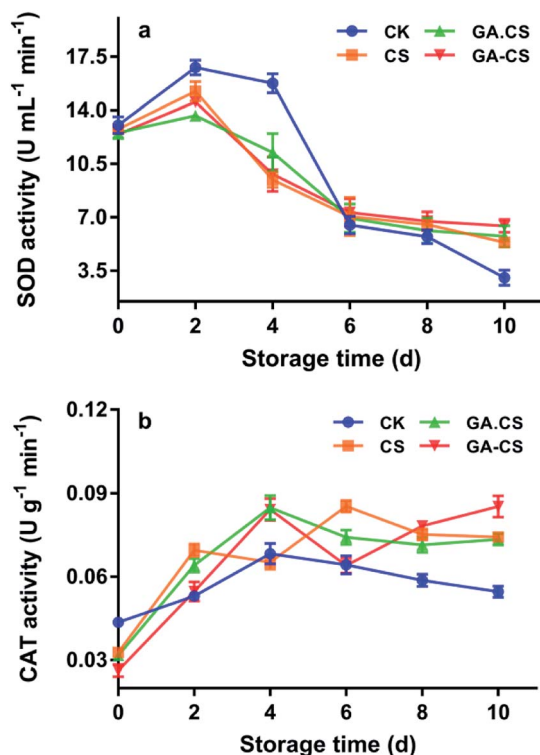 a
CK
GA.CS
CS
GA-CS
SOD activity (U mL⁻¹ min⁻¹)
17.5
14.0
10.5
7.0
3.5
0 2 4 6 8 10
Storage time (d)
b
CK
GA.CS
CS
GA-CS
CAT activity (U g⁻¹ min⁻¹)
0.12
0.09
0.06
0.03
0 2 4 6 8 10
Storage time (d)